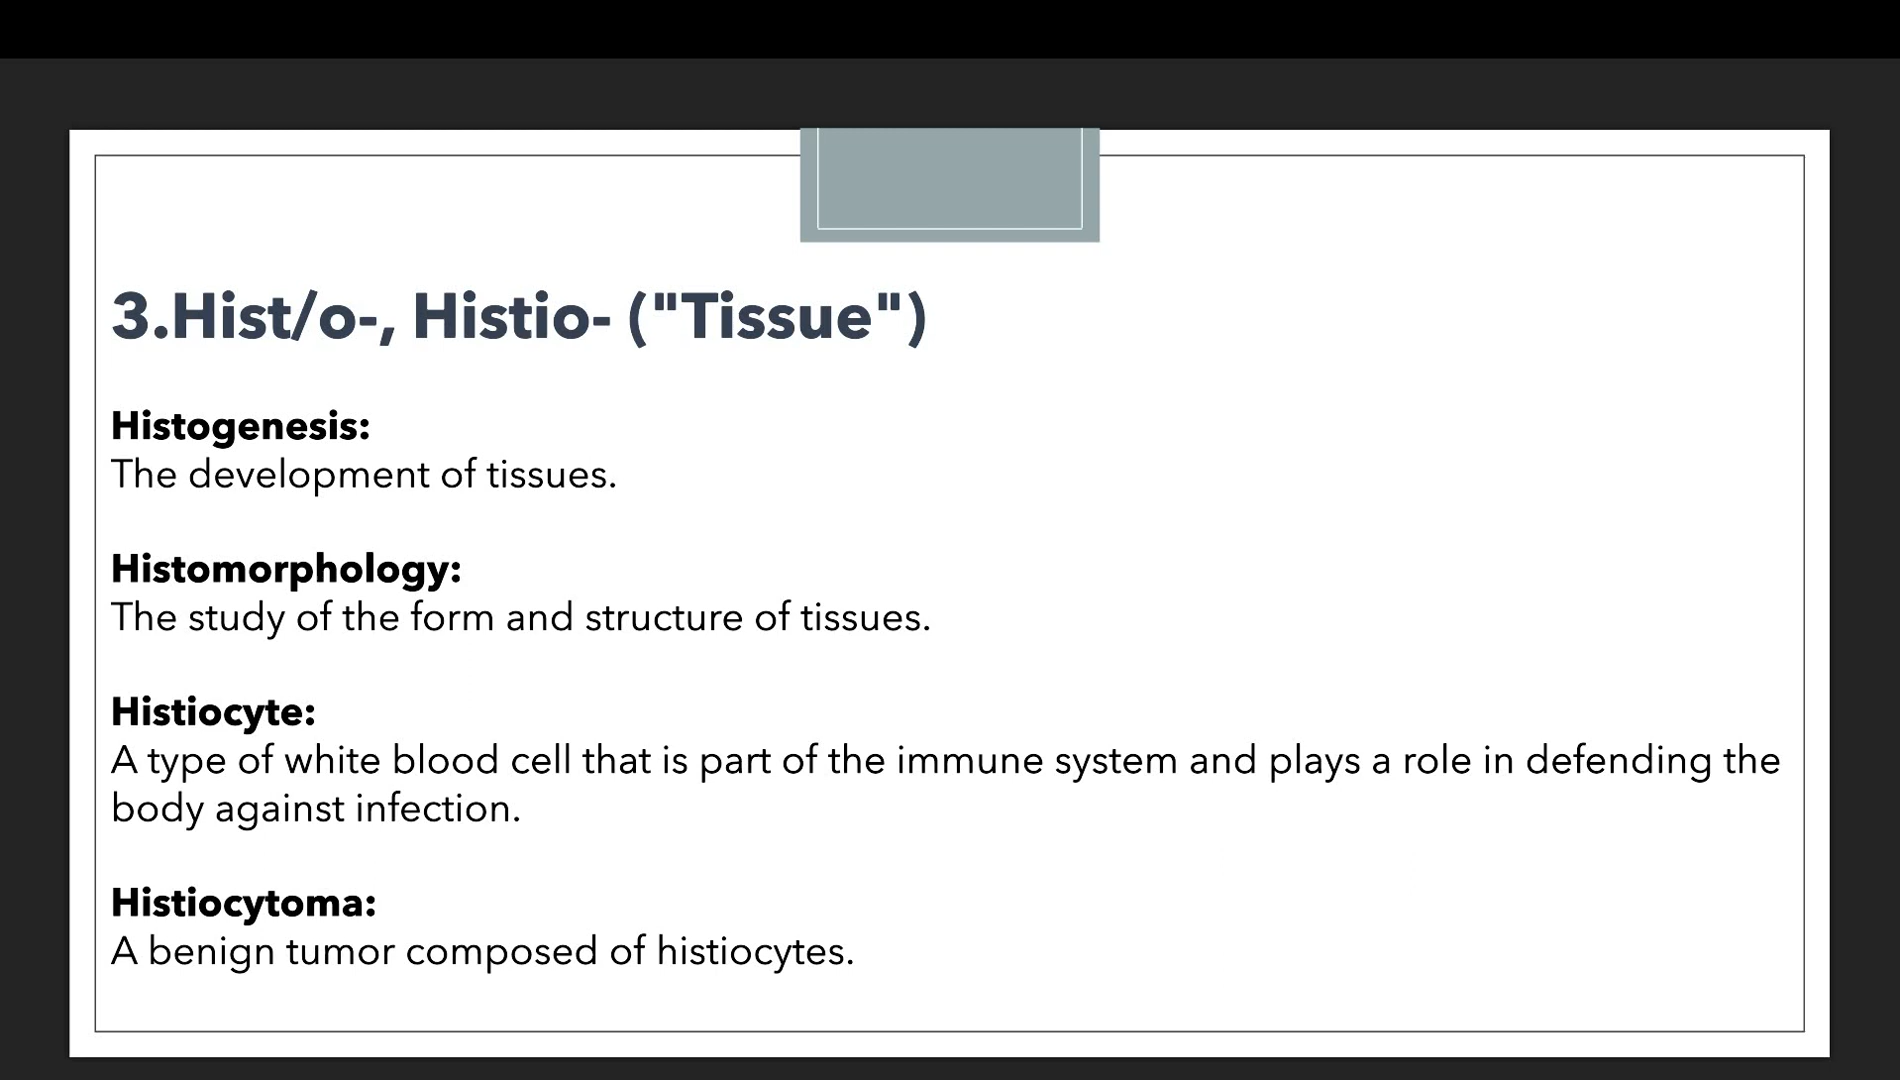 3.Hist/o-, Histio- ("Tissue")
Histogenesis:
The development of tissues.
Histomorphology:
The study of the form and structure of tissues.
Histiocyte:
A type of white blood cell that is part of the immune system and plays a role in defending the
body against infection.
Histiocytoma:
A benign tumor composed of histiocytes.